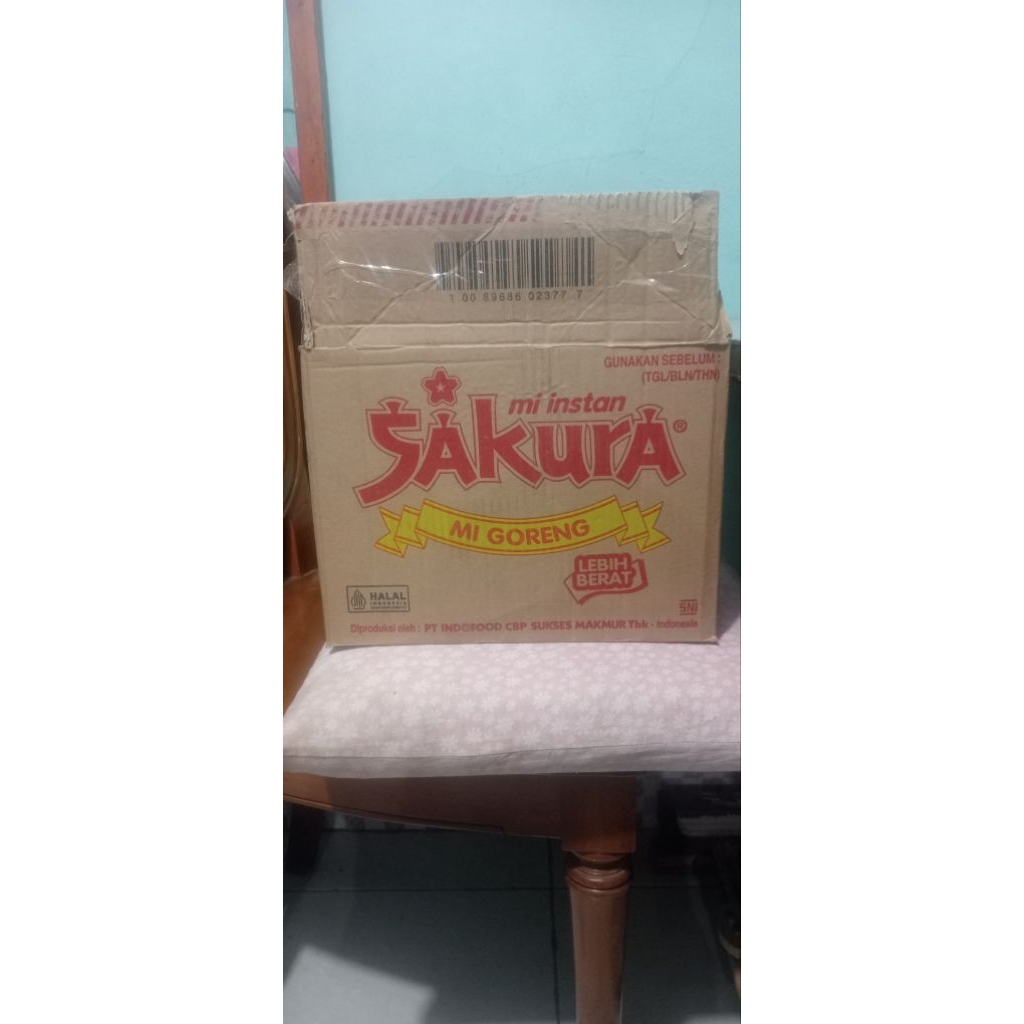 1 00 89686 02377 7
GUNAKAN SEBELUM :
(TGL/BLN/THN)
mi instan
SAkurA®
MI GORENG
LEBIH
BERAT
HALAL
INDONESIA
SNI
Diproduksi oleh : PT INDOFOOD CBP SUKSES MAKMUR Tbk - Indonesia